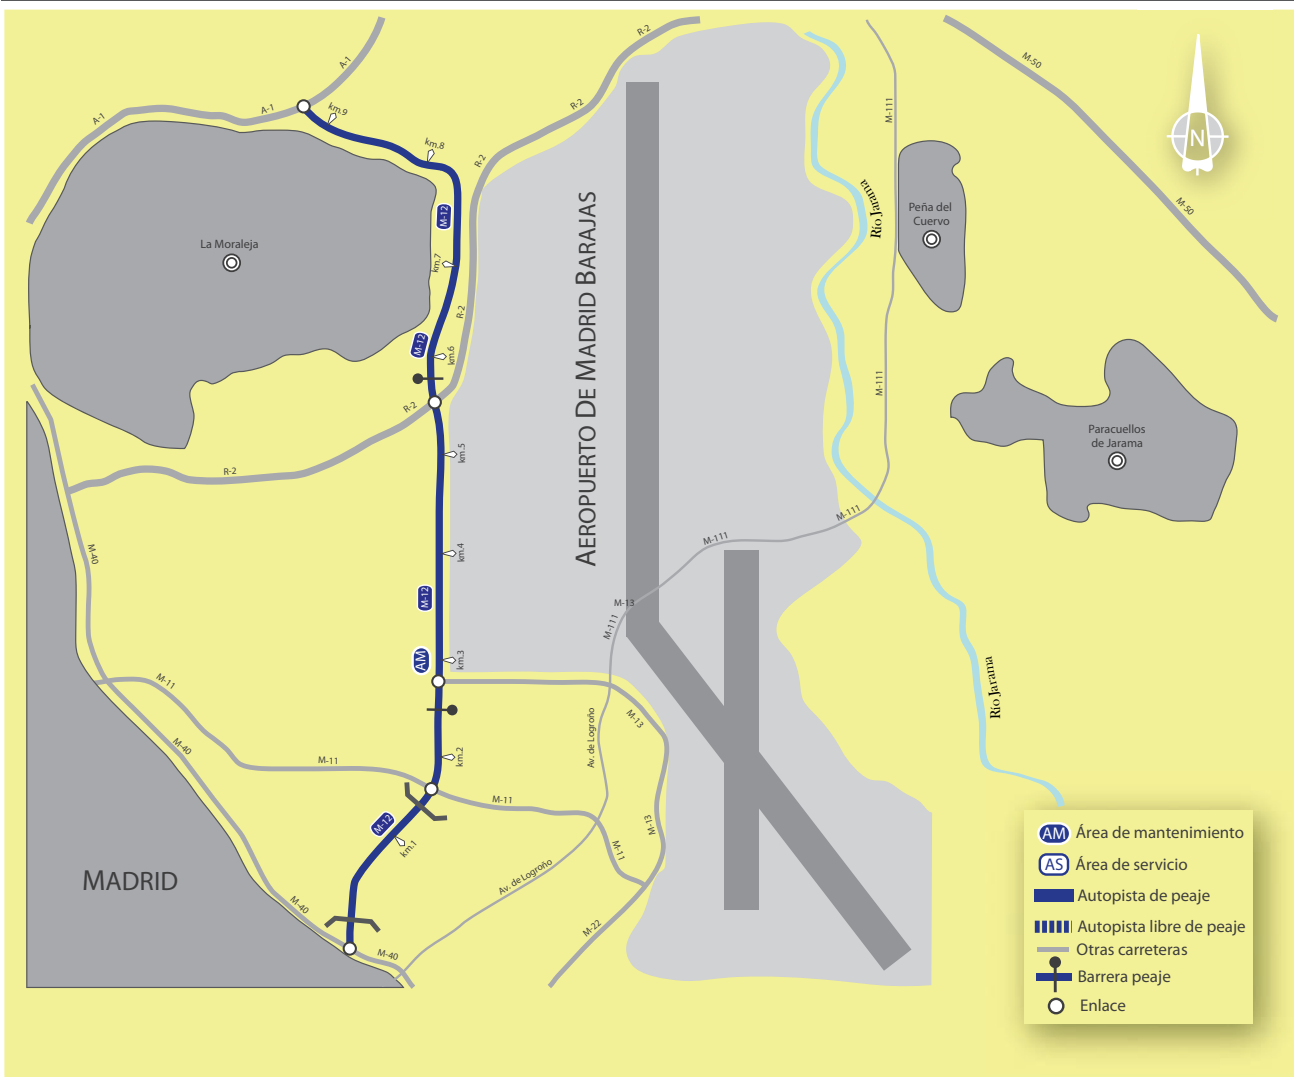 R-2
M-50
A-1
R-2
km.9
A-1
A-1
M-111
N
km.8
R-2
Río Jarama
M-50
M-12
Peña del
Cuervo
La Moraleja
km.7
AEROPUERTO DE MADRID BARAJAS
R-2
M-12
km.6
M-111
R-2
Paracuellos
de Jarama
km.5
R-2
M-111
M-111
M-40
km.4
M-12
M-13
M-111
AM
km.3
M-11
Río Jarama
M-13
Av. de Logroño
M-40
km.2
M-11
M-11
M-12
M-13
km.1
M-11
MADRID
Av. de Logroño
M-40
M-22
M-40
AM Área de mantenimiento
AS Área de servicio
Autopista de peaje
Autopista libre de peaje
Otras carreteras
Barrera peaje
Enlace